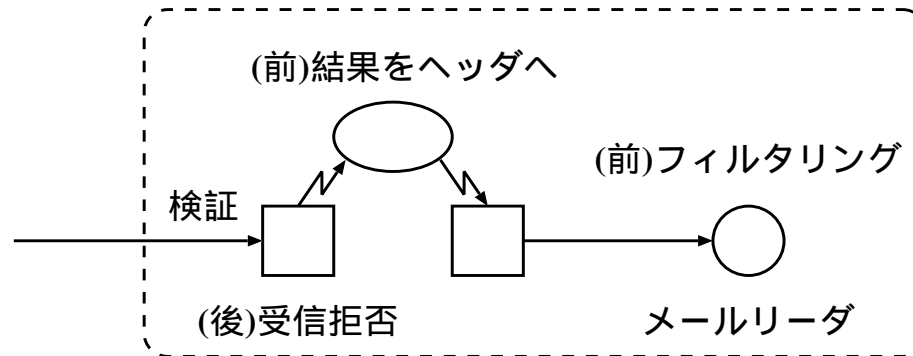 (前)結果をヘッダへ
(前)フィルタリング
検証
(後)受信拒否
メールリーダ